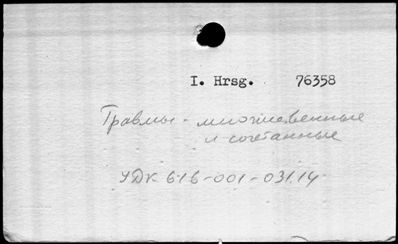 I. Hrsg. 76358
Травмы - множественные
и сочетанные
УДК 616-001-031.14